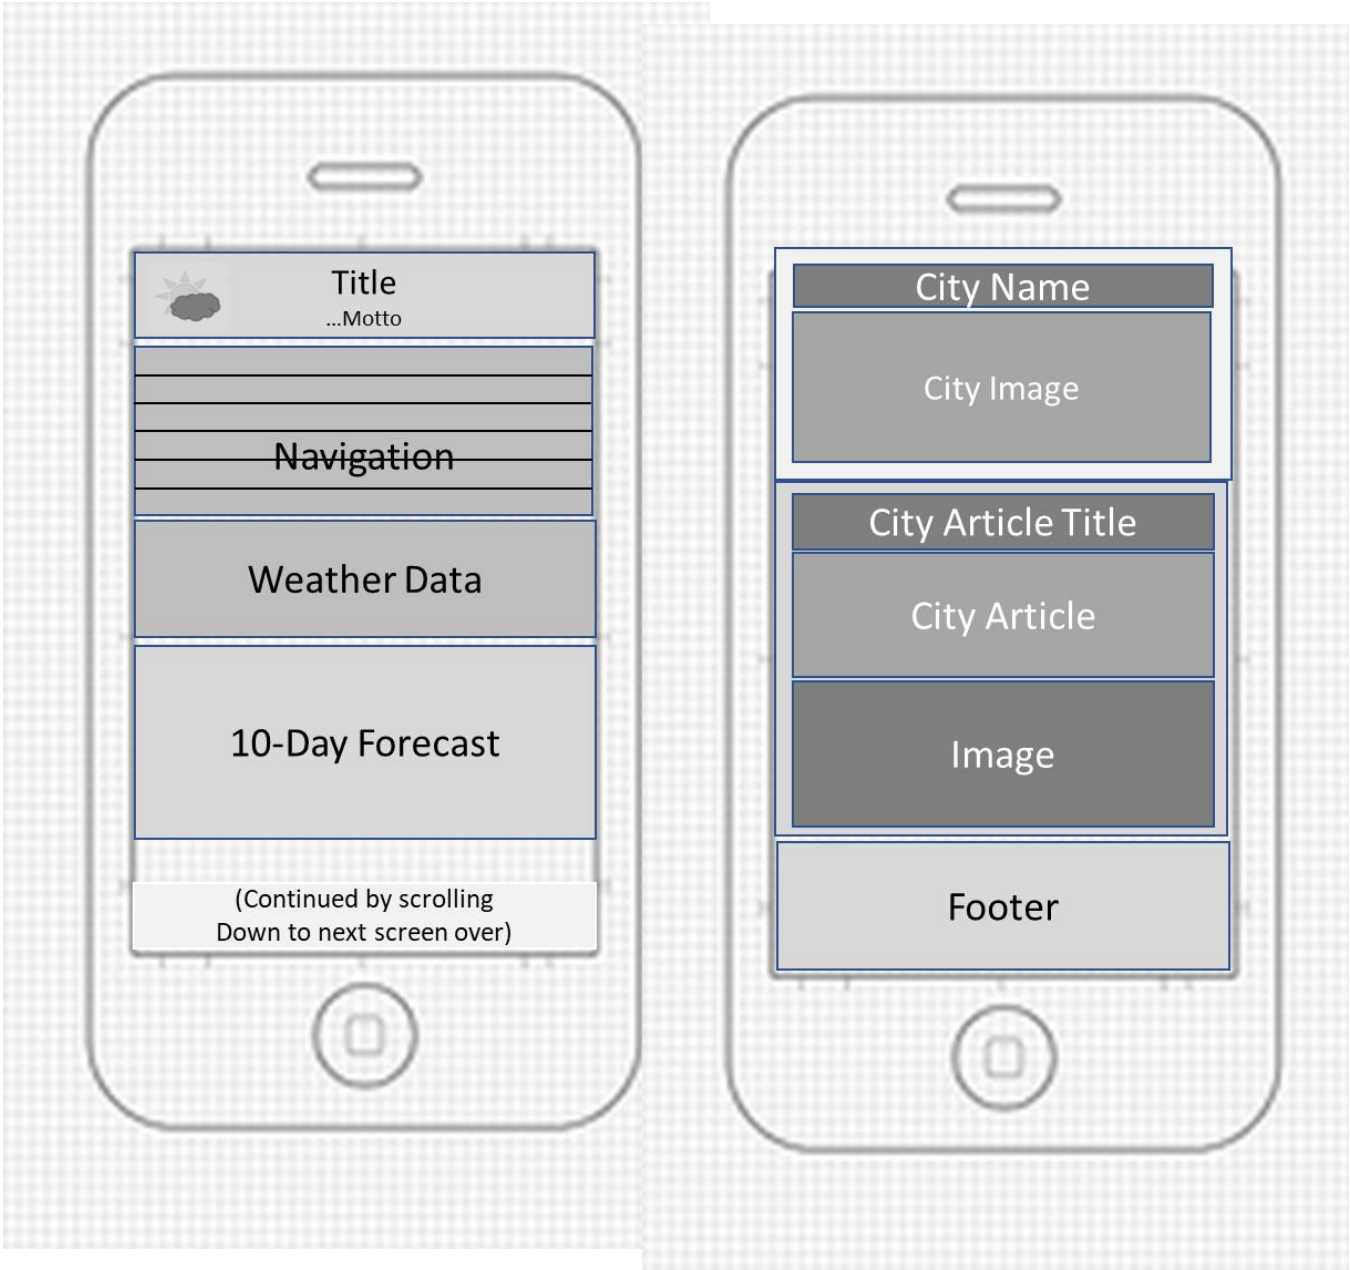 Title
...Motto
Navigation
Weather Data
10-Day Forecast
(Continued by scrolling
Down to next screen over)
City Name
City Image
City Article Title
City Article
Image
Footer